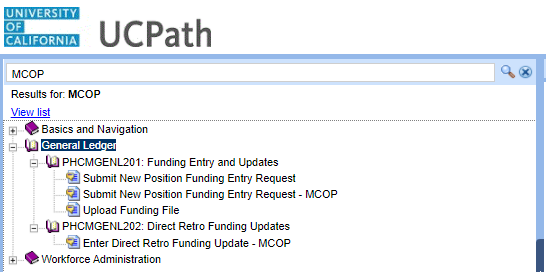 UNIVERSITY
OF
CALIFORNIA
UCPath
MCOP
Results for: MCOP
View list
Basics and Navigation
General Ledger
PHCMGENL201: Funding Entry and Updates
Submit New Position Funding Entry Request
Submit New Position Funding Entry Request - MCOP
Upload Funding File
PHCMGENL202: Direct Retro Funding Updates
Enter Direct Retro Funding Update - MCOP
Workforce Administration